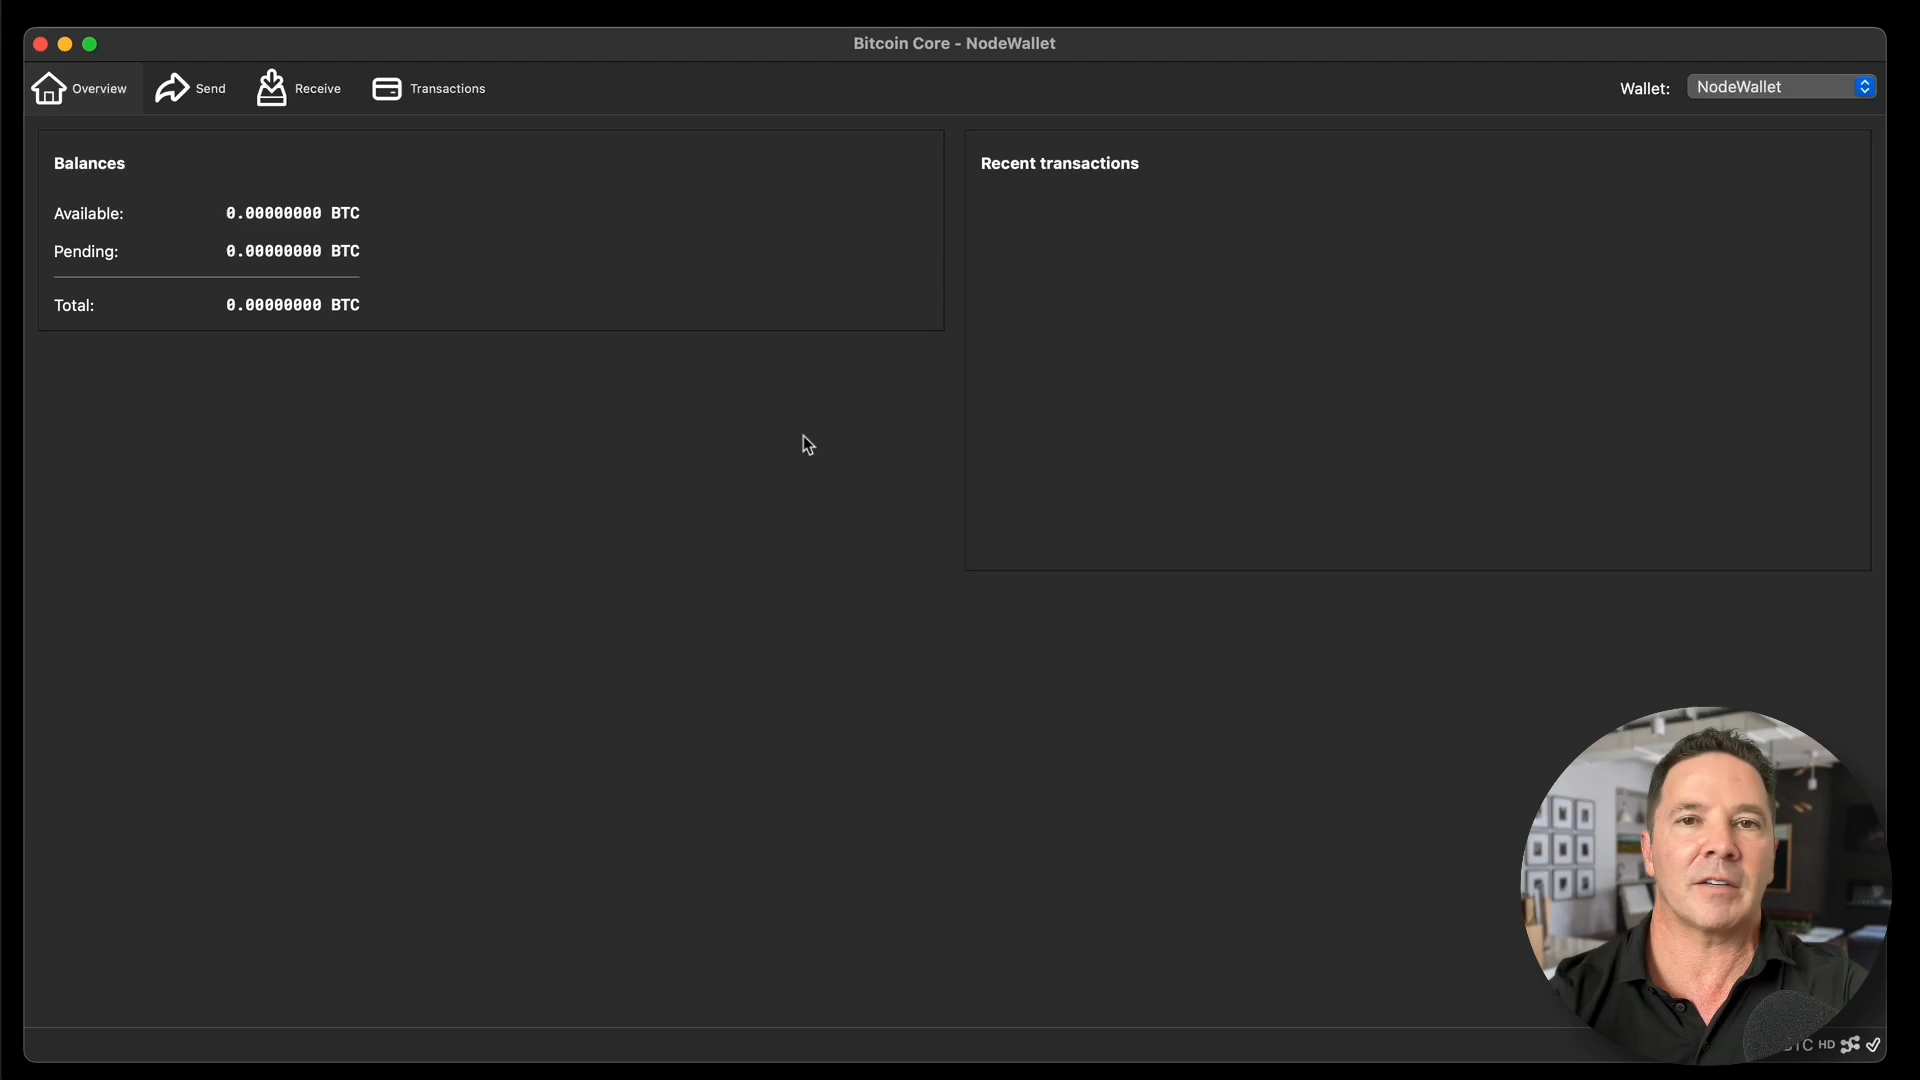 Bitcoin Core - NodeWallet
Overview
Send
Receive
Transactions
Wallet:
NodeWallet
Balances
Available: 0.00000000 BTC
Pending: 0.00000000 BTC
Total: 0.00000000 BTC
Recent transactions
HD